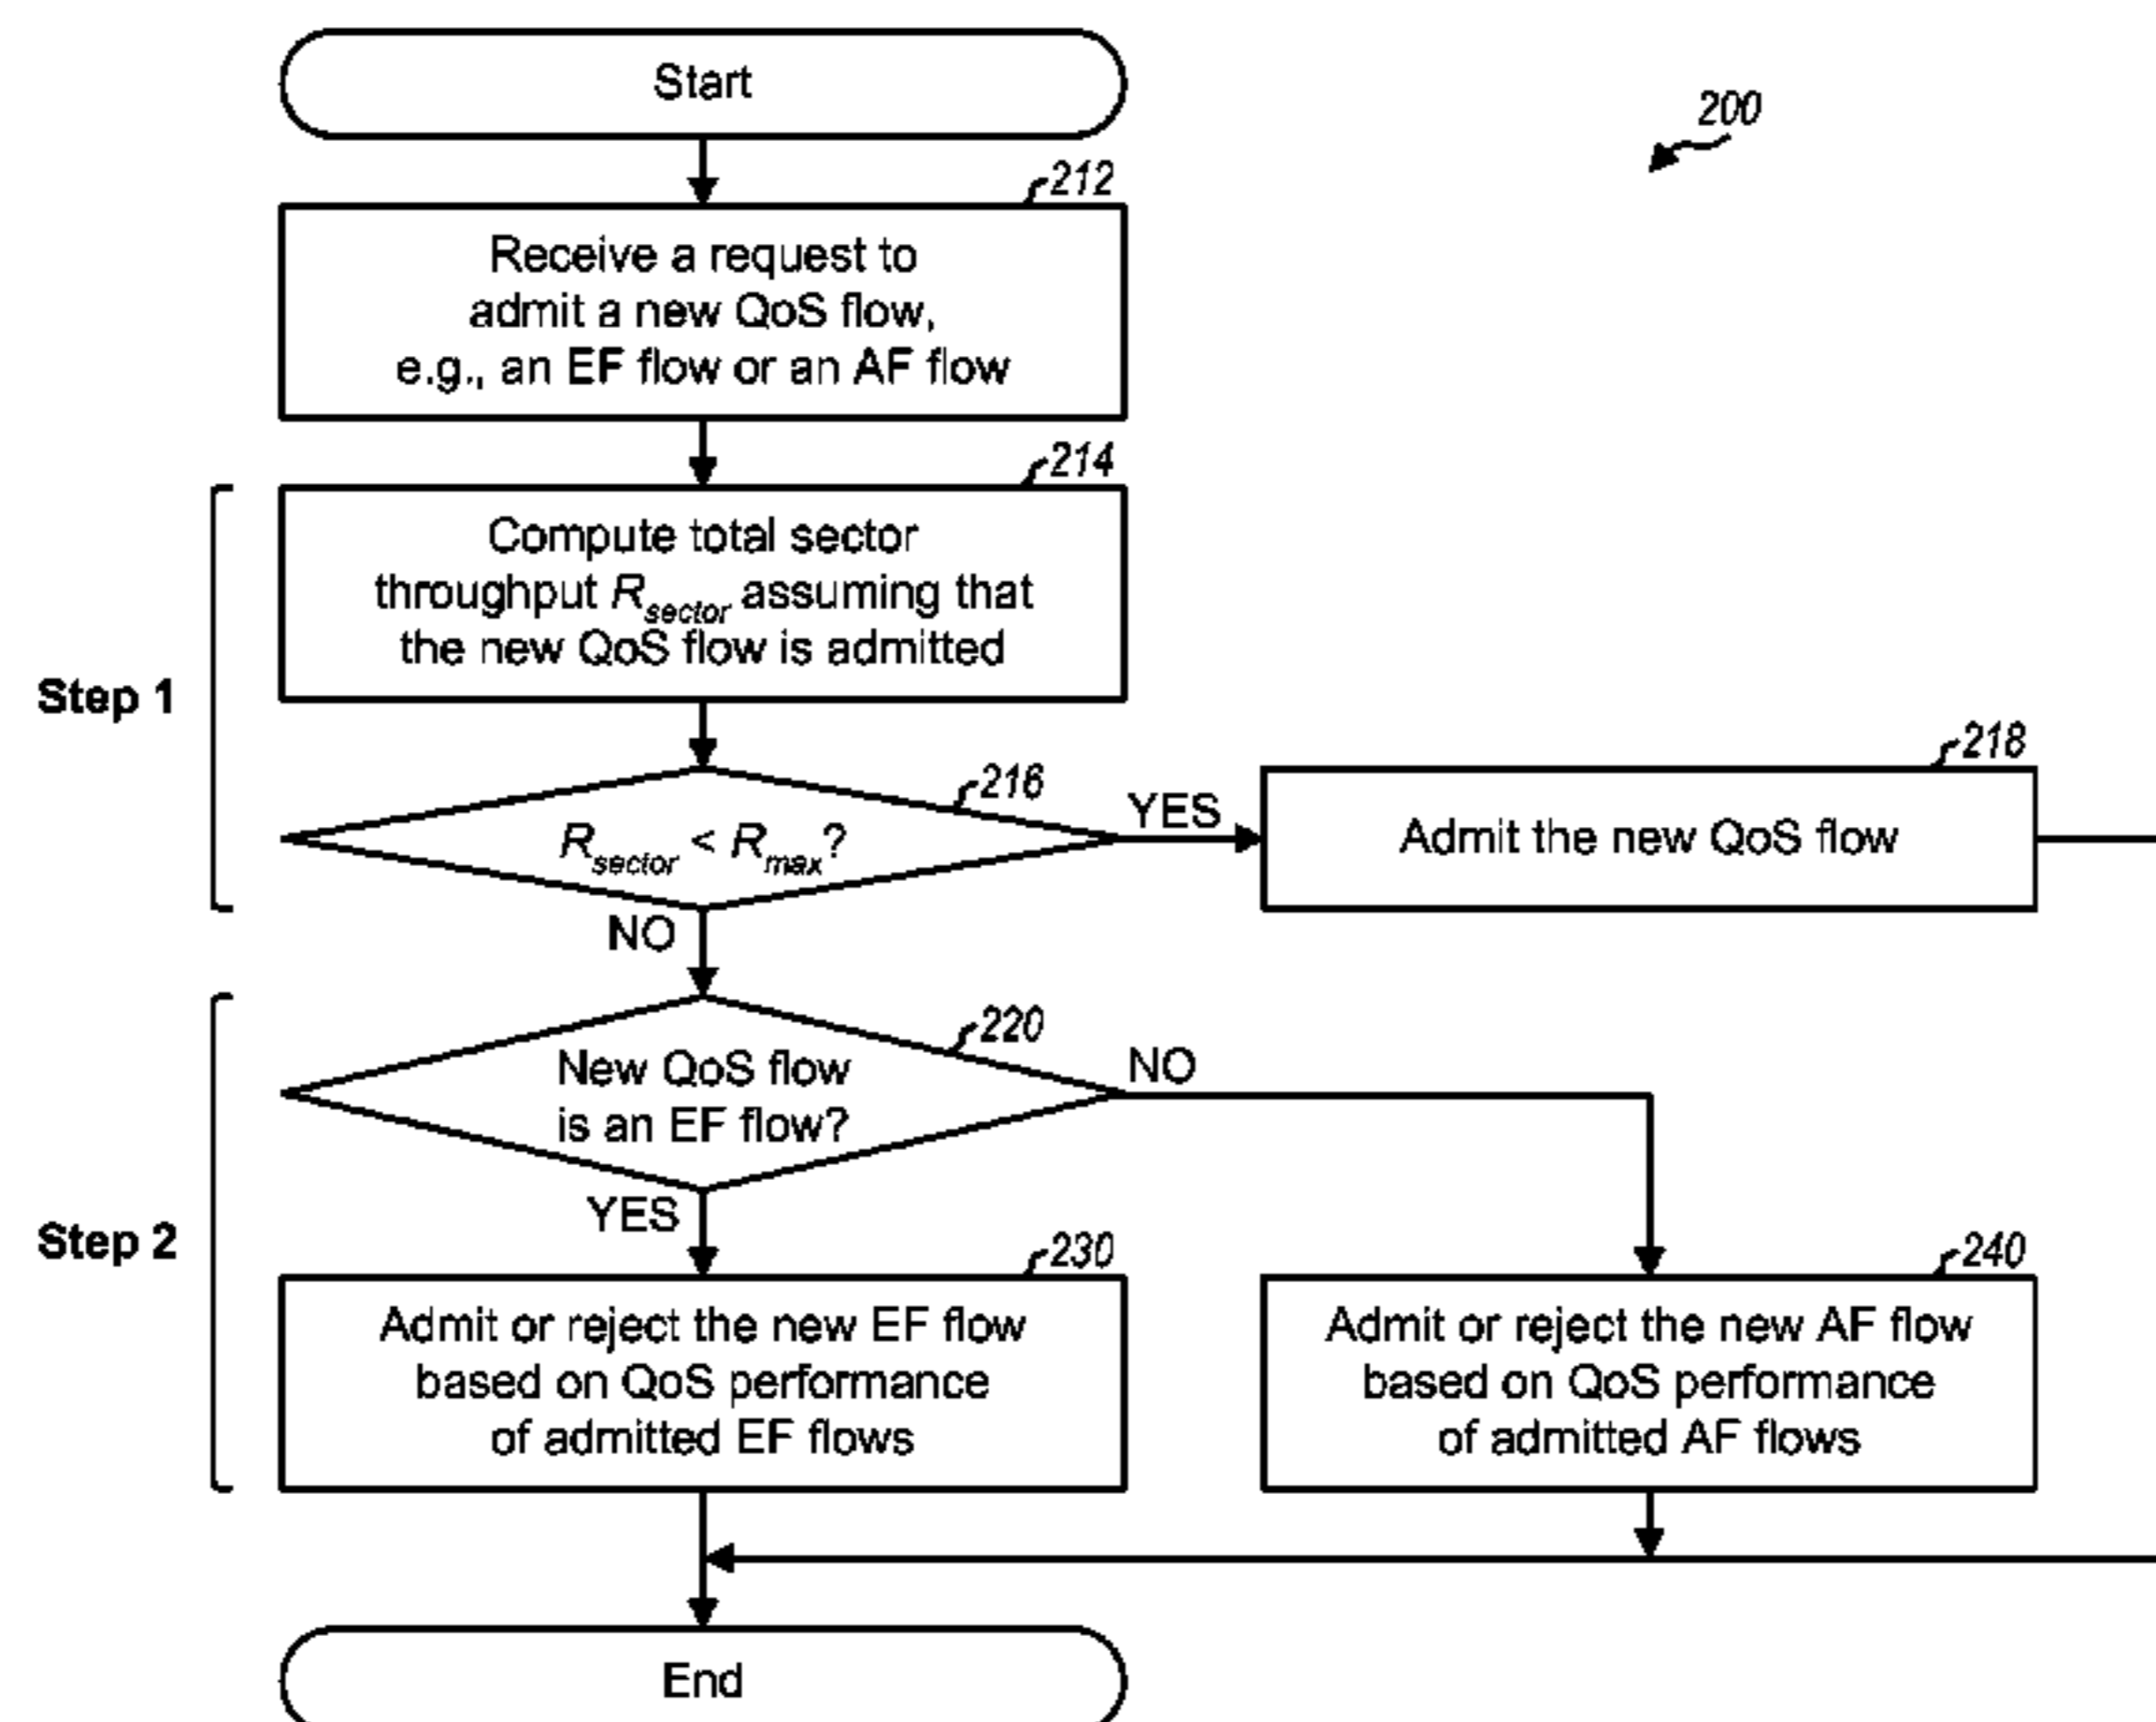 Start
200
212
Receive a request to
admit a new QoS flow,
e.g., an EF flow or an AF flow
214
Compute total sector
throughput Rsector assuming that
the new QoS flow is admitted
Step 1
216
Rsector < Rmax?
YES
218
Admit the new QoS flow
NO
220
New QoS flow
is an EF flow?
NO
YES
Step 2
230
Admit or reject the new EF flow
based on QoS performance
of admitted EF flows
240
Admit or reject the new AF flow
based on QoS performance
of admitted AF flows
End